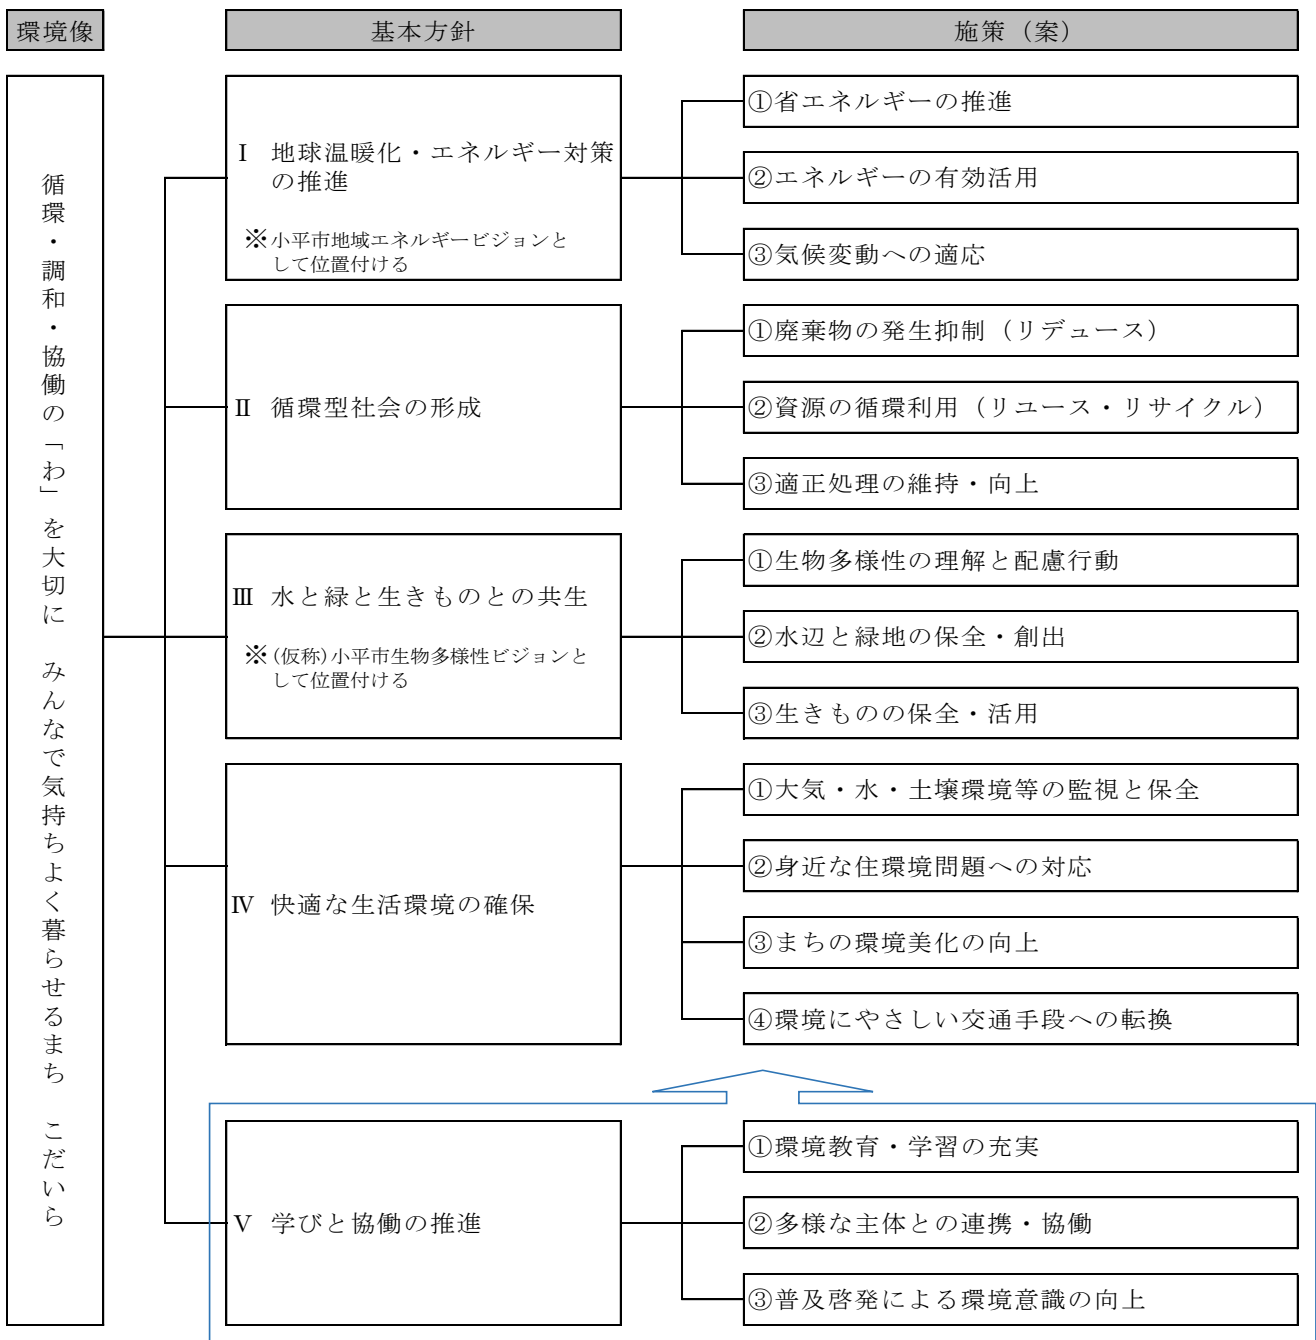 環境像
基本方針
施策（案）
循環・調和・協働の「わ」を大切に　みんなで気持ちよく暮らせるまち　こだいら
Ⅰ 地球温暖化・エネルギー対策
の推進
※小平市地域エネルギービジョンと
して位置付ける
①省エネルギーの推進
②エネルギーの有効活用
③気候変動への適応
Ⅱ 循環型社会の形成
①廃棄物の発生抑制（リデュース）
②資源の循環利用（リユース・リサイクル）
③適正処理の維持・向上
Ⅲ 水と緑と生きものとの共生
※(仮称)小平市生物多様性ビジョンと
して位置付ける
①生物多様性の理解と配慮行動
②水辺と緑地の保全・創出
③生きものの保全・活用
Ⅳ 快適な生活環境の確保
①大気・水・土壌環境等の監視と保全
②身近な住環境問題への対応
③まちの環境美化の向上
④環境にやさしい交通手段への転換
Ⅴ 学びと協働の推進
①環境教育・学習の充実
②多様な主体との連携・協働
③普及啓発による環境意識の向上